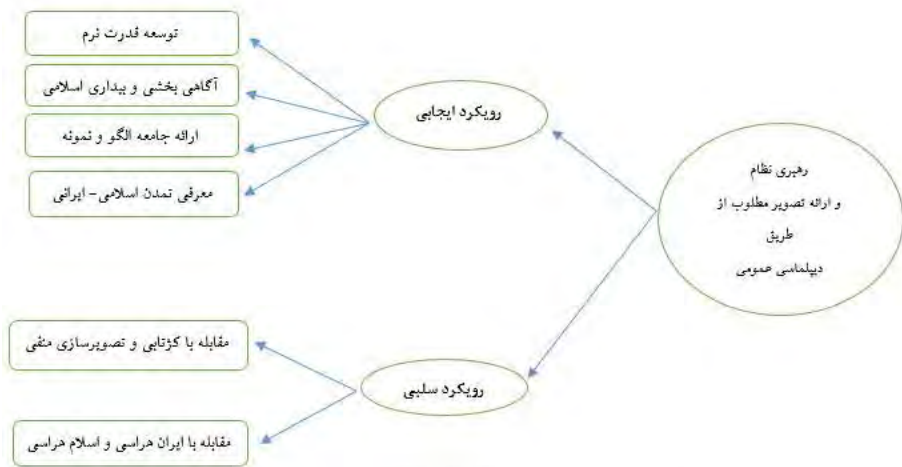 رهبری نظام
و ارائه تصویر مطلوب از
طریق
دیپلماسی عمومی
رویکرد ایجابی
توسعه قدرت نرم
آگاهی بخشی و بیداری اسلامی
ارائه جامعه الگو و نمونه
معرفی تمدن اسلامی- ایرانی
رویکرد سلبی
مقابله با کژتابی و تصویرسازی منفی
مقابله با ایران هراسی و اسلام هراسی